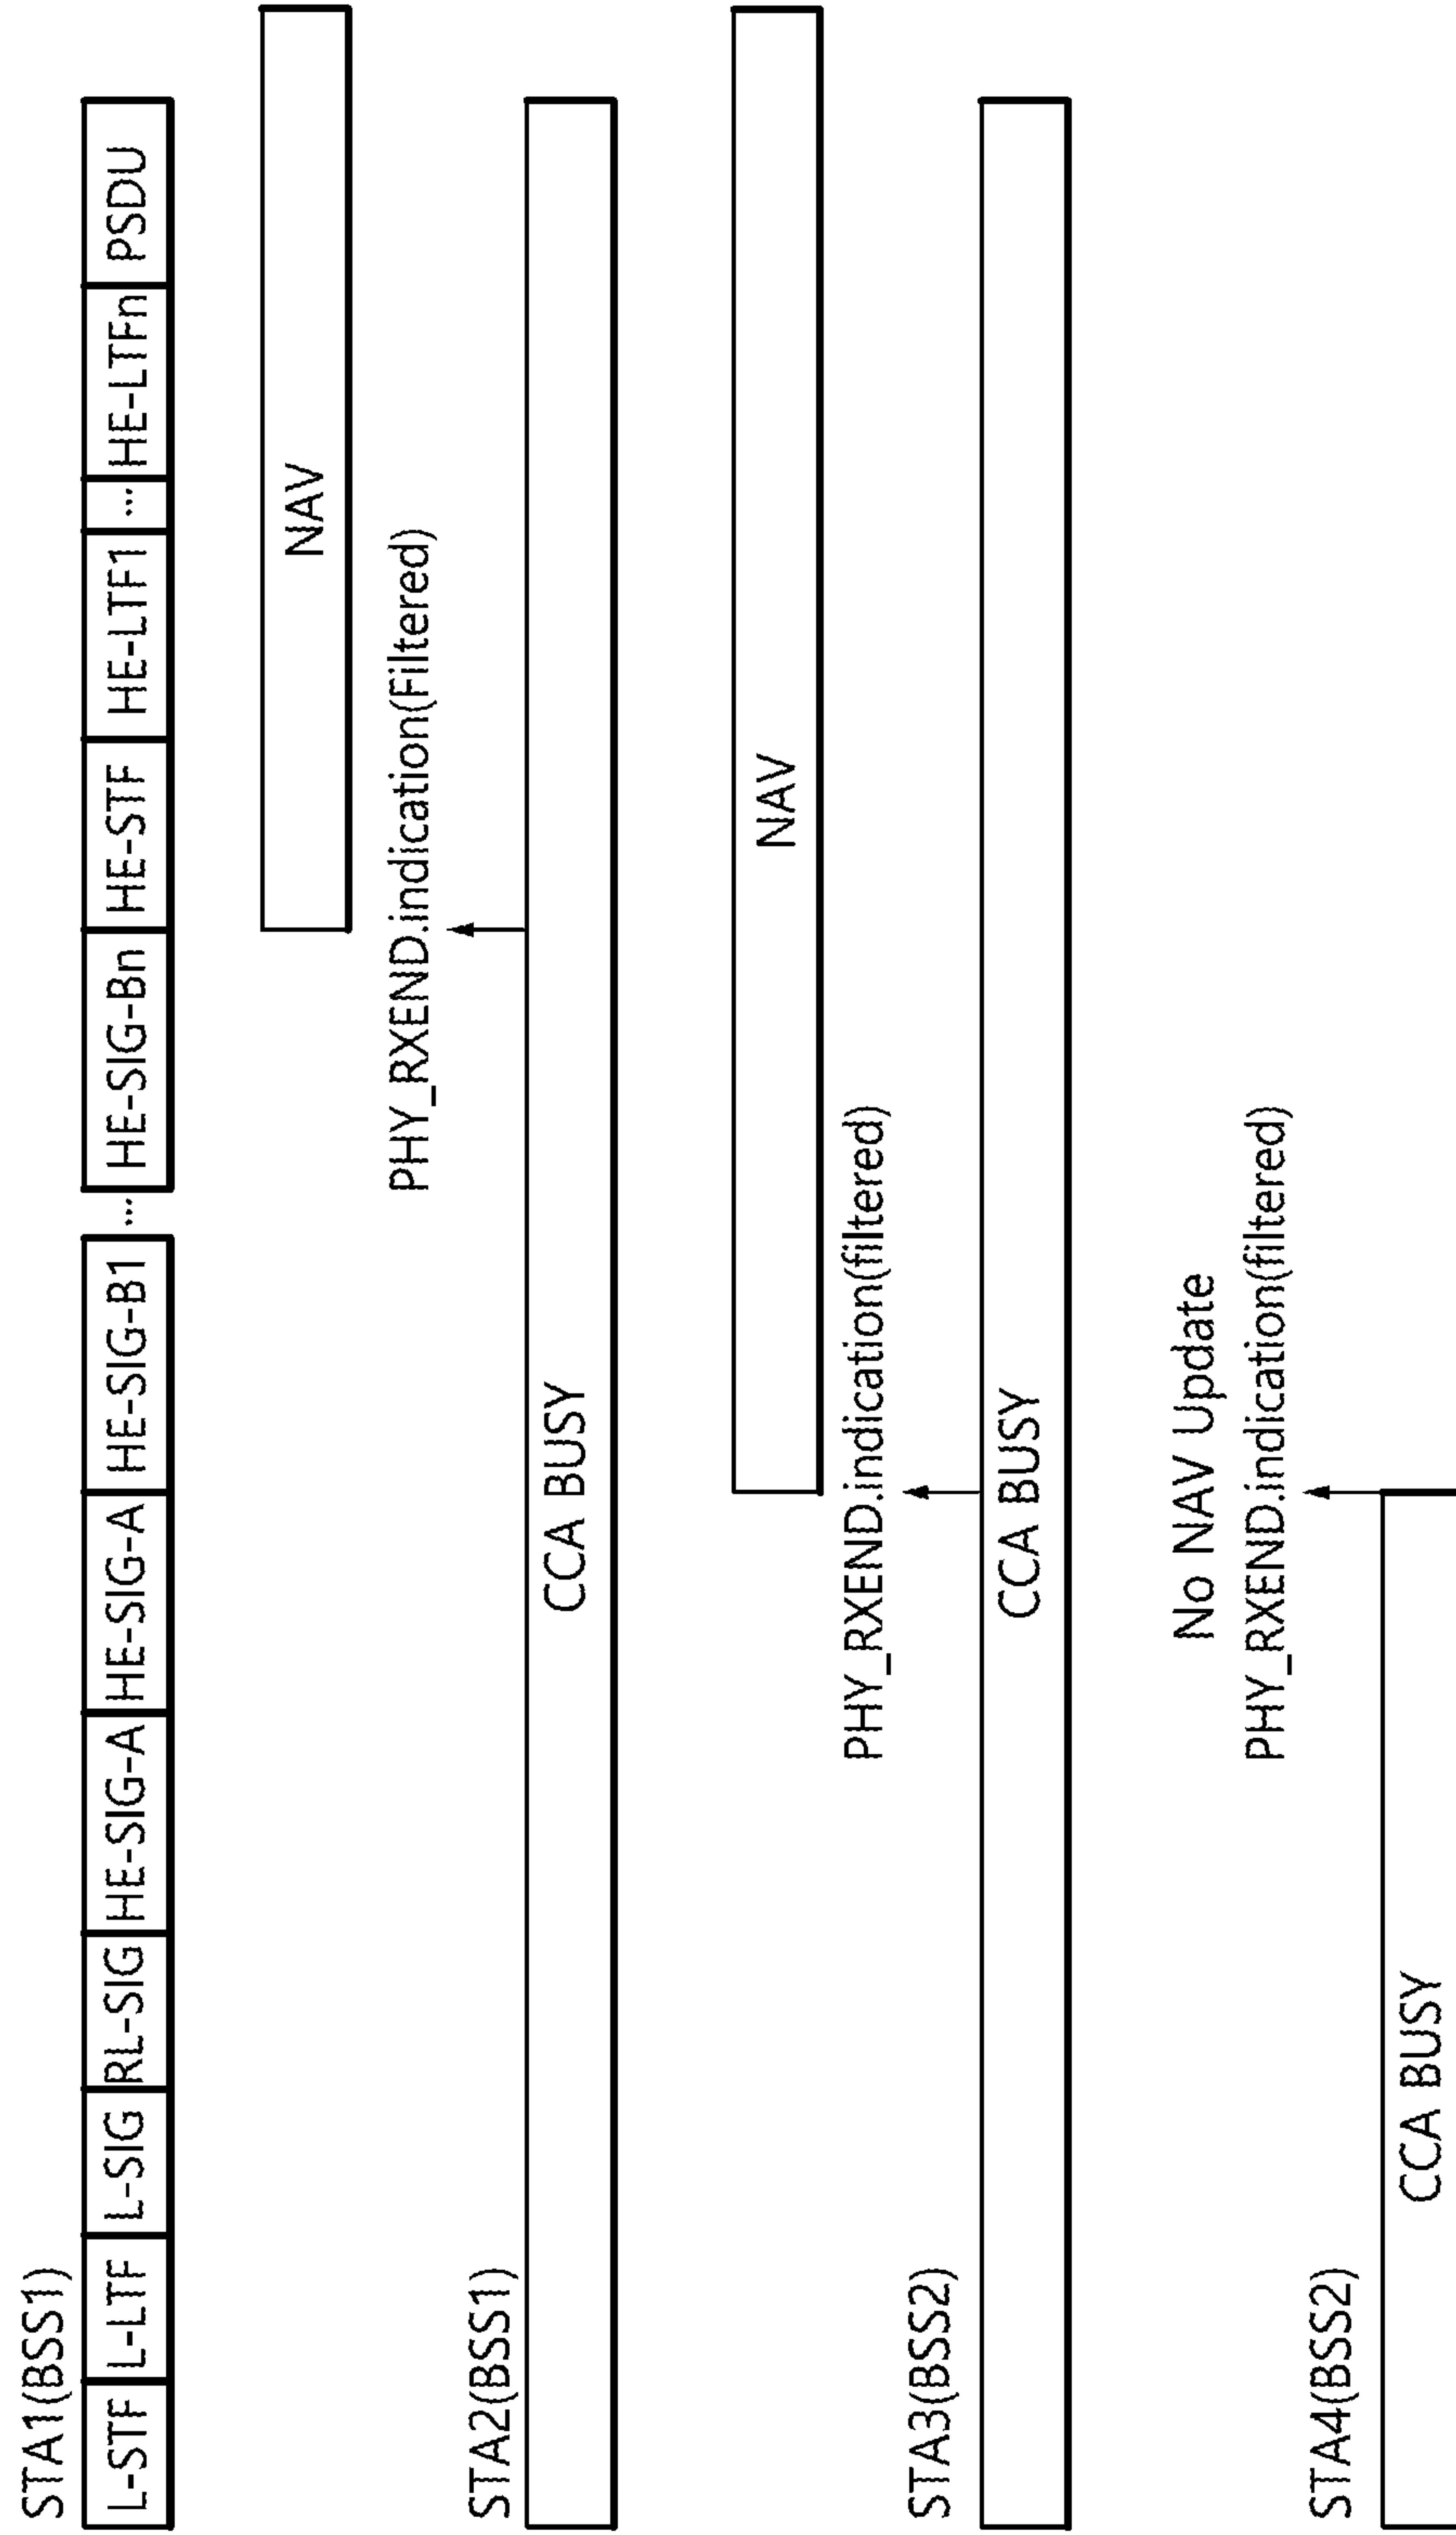 STA1(BSS1)
L-STF L-LTF L-SIG RL-SIG HE-SIG-A HE-SIG-A HE-SIG-B1 ... HE-SIG-Bn HE-STF HE-LTF1 ... HE-LTFn PSDU
NAV
PHY_RXEND.indication(Filtered)
STA2(BSS1)
CCA BUSY
NAV
PHY_RXEND.indication(filtered)
STA3(BSS2)
CCA BUSY
No NAV Update
PHY_RXEND.indication(filtered)
STA4(BSS2)
CCA BUSY